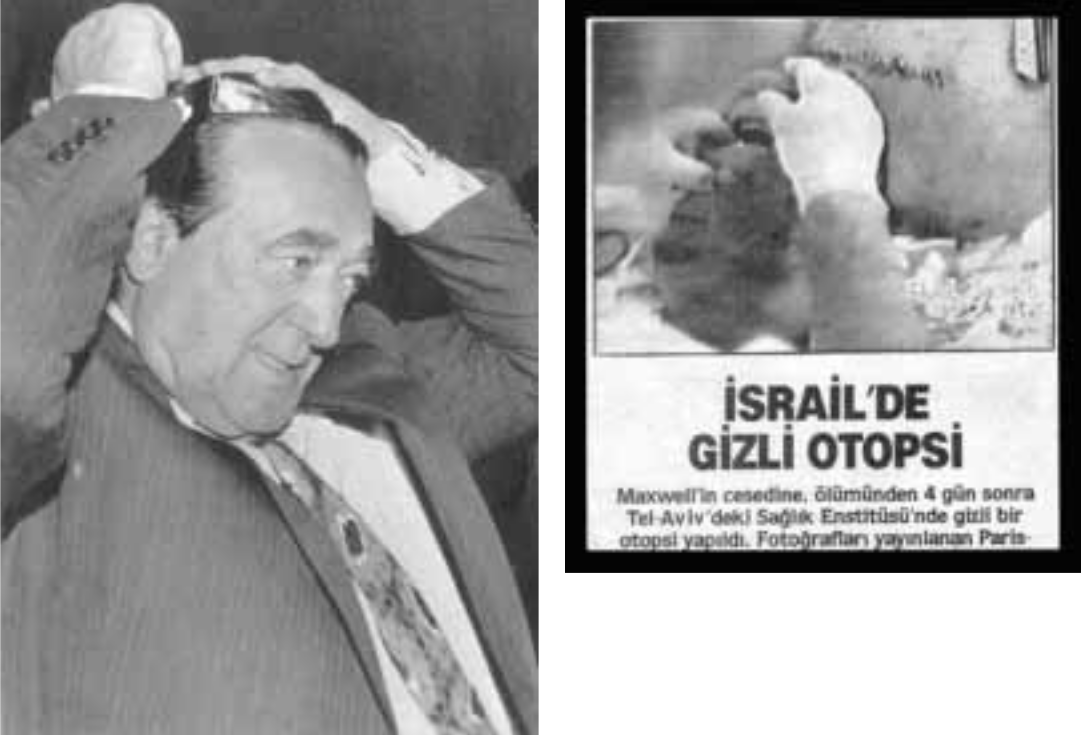 İSRAİL'DE
GİZLİ OTOPSİ
Maxwell'in cesedine, ölümünden 4 gün sonra
Tel-Aviv'deki Sağlık Enstitüsü'nde gizli bir
otopsi yapıldı. Fotoğrafları yayınlanan Paris-